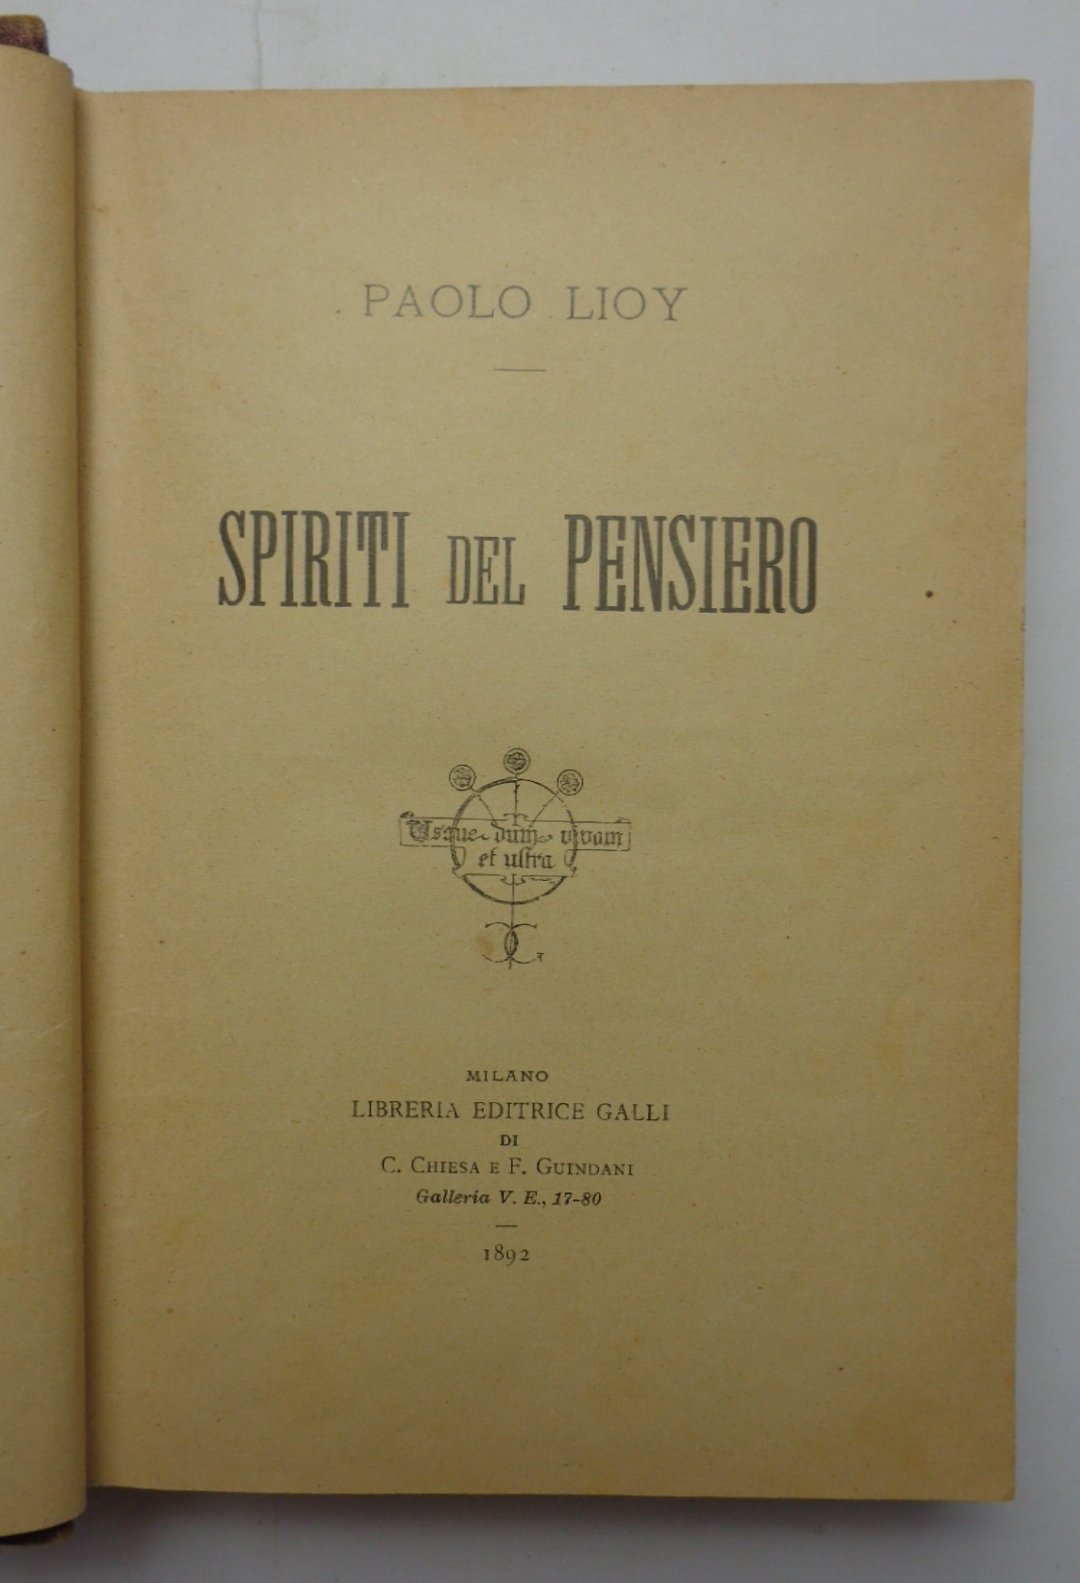 PAOLO LIOY
SPIRITI DEL PENSIERO
Usque dum vivam
et ultra
MILANO
LIBRERIA EDITRICE GALLI
DI
C. CHIESA E F. GUINDANI
Galleria V. E., 17-80
1892